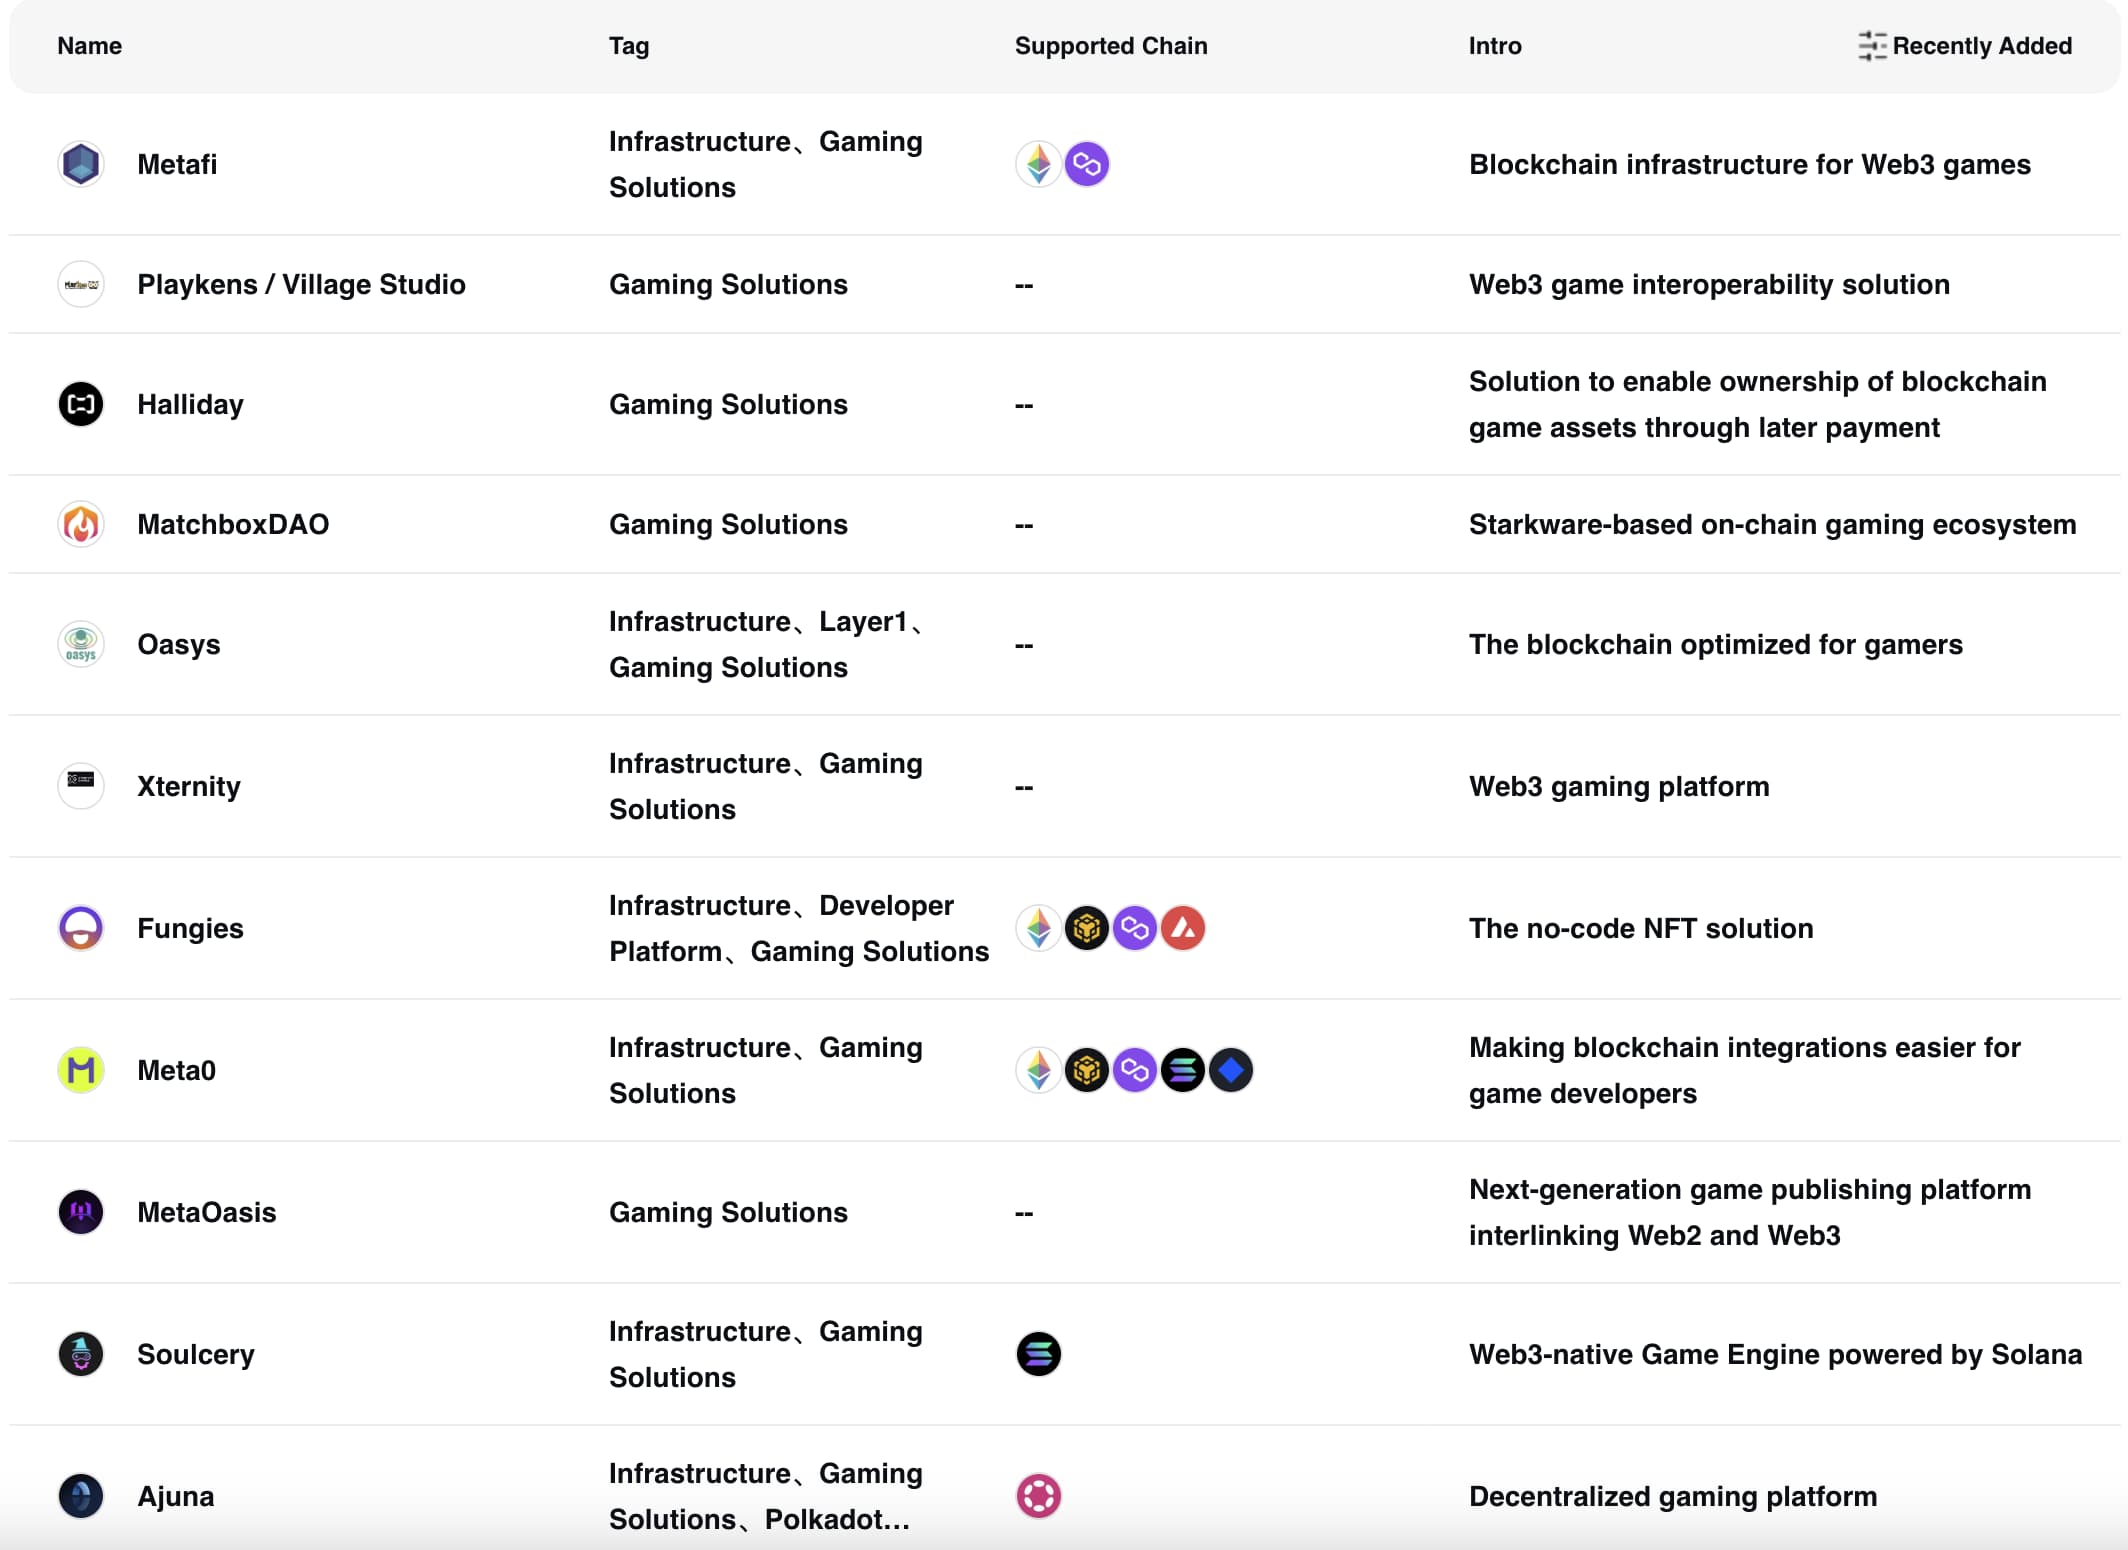 Name Tag Supported Chain Intro Recently Added
Metafi
Infrastructure、Gaming
Solutions
Blockchain infrastructure for Web3 games
Playkens / Village Studio
Gaming Solutions
--
Web3 game interoperability solution
Halliday
Gaming Solutions
--
Solution to enable ownership of blockchain
game assets through later payment
MatchboxDAO
Gaming Solutions
--
Starkware-based on-chain gaming ecosystem
oasys
Oasys
Infrastructure、Layer1、
Gaming Solutions
--
The blockchain optimized for gamers
Xternity
Infrastructure、Gaming
Solutions
--
Web3 gaming platform
Fungies
Infrastructure、Developer
Platform、Gaming Solutions
The no-code NFT solution
Meta0
Infrastructure、Gaming
Solutions
Making blockchain integrations easier for
game developers
MetaOasis
Gaming Solutions
--
Next-generation game publishing platform
interlinking Web2 and Web3
Soulcery
Infrastructure、Gaming
Solutions
Web3-native Game Engine powered by Solana
Ajuna
Infrastructure、Gaming
Solutions、Polkadot...
Decentralized gaming platform